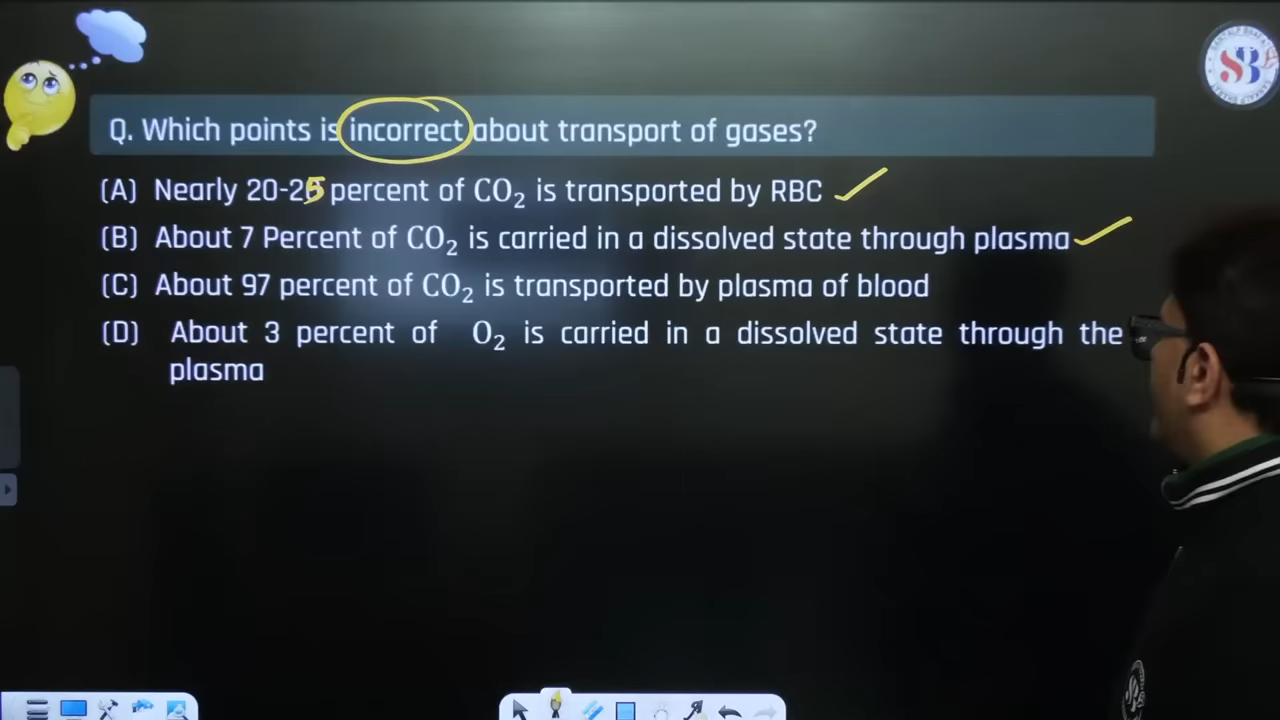 Q. Which points is incorrect about transport of gases?
(A) Nearly 20-25 percent of CO₂ is transported by RBC
(B) About 7 Percent of CO₂ is carried in a dissolved state through plasma
(C) About 97 percent of CO₂ is transported by plasma of blood
(D) About 3 percent of O₂ is carried in a dissolved state through the
plasma
SB